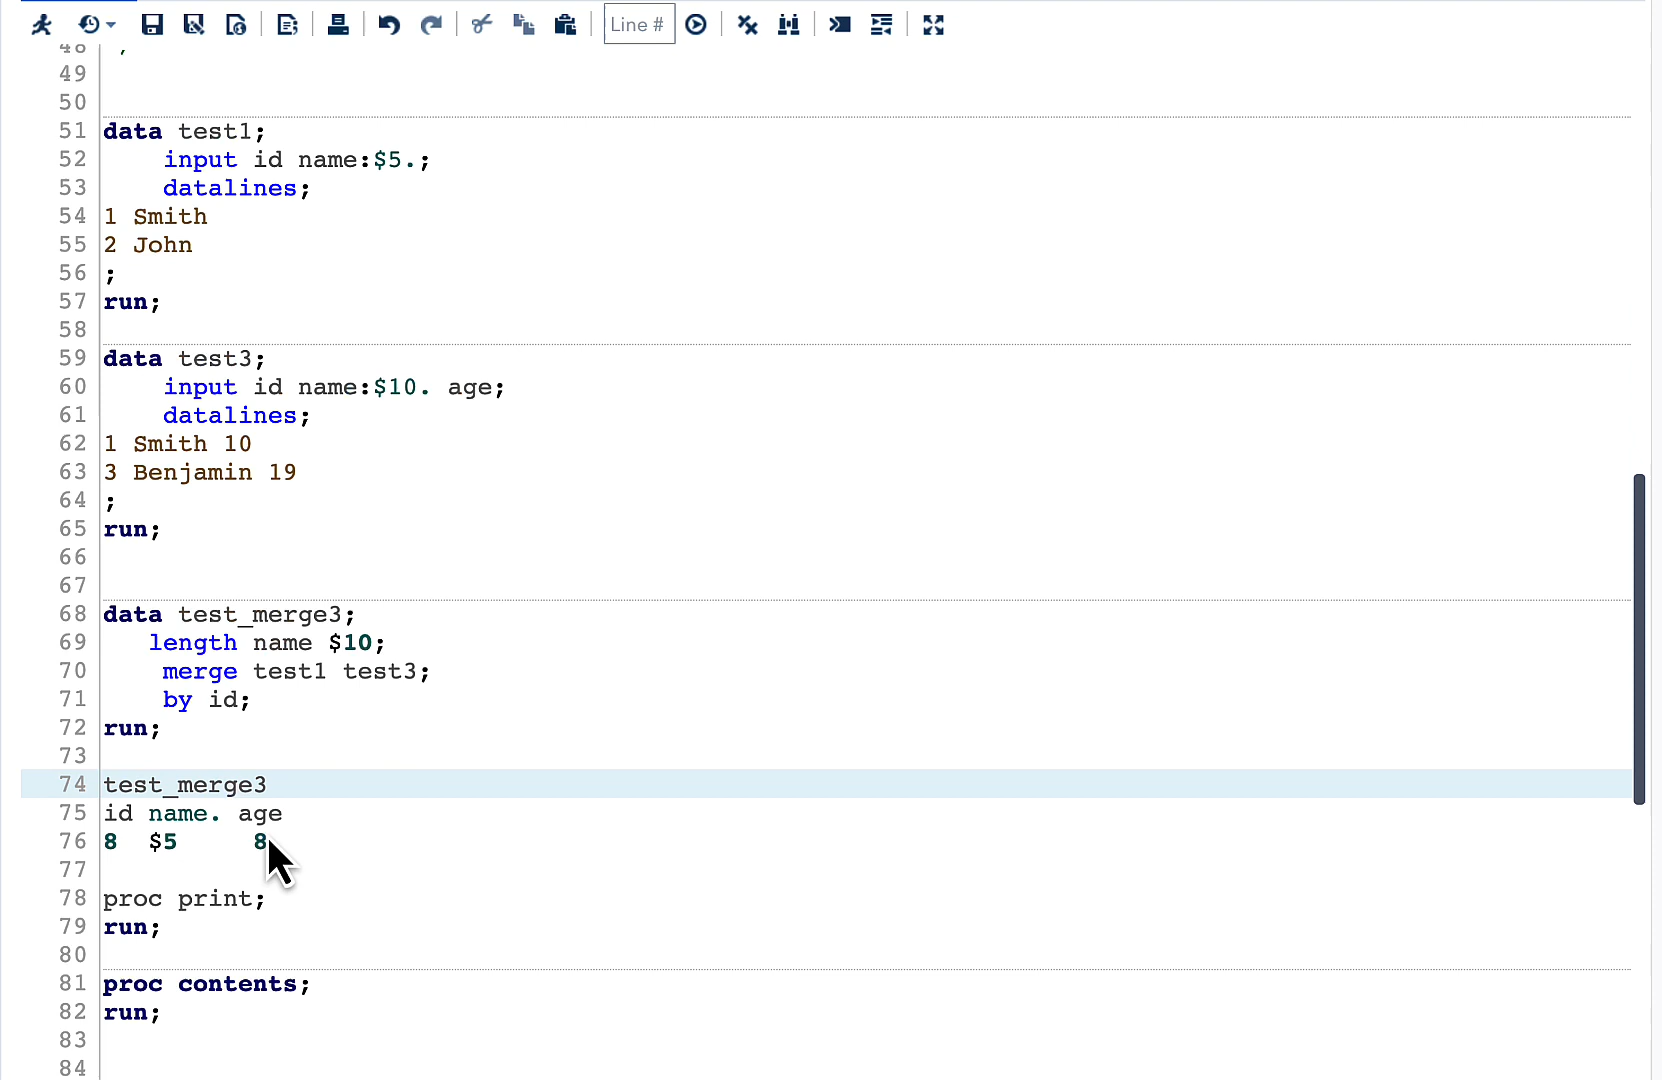 Line #
48 ;
49
50
51 data test1;
52 input id name:$5.;
53 datalines;
54 1 Smith
55 2 John
56 ;
57 run;
58
59 data test3;
60 input id name:$10. age;
61 datalines;
62 1 Smith 10
63 3 Benjamin 19
64 ;
65 run;
66
67
68 data test_merge3;
69 length name $10;
70 merge test1 test3;
71 by id;
72 run;
73
74 test_merge3
75 id name. age
76 8 $5 8
77
78 proc print;
79 run;
80
81 proc contents;
82 run;
83
84